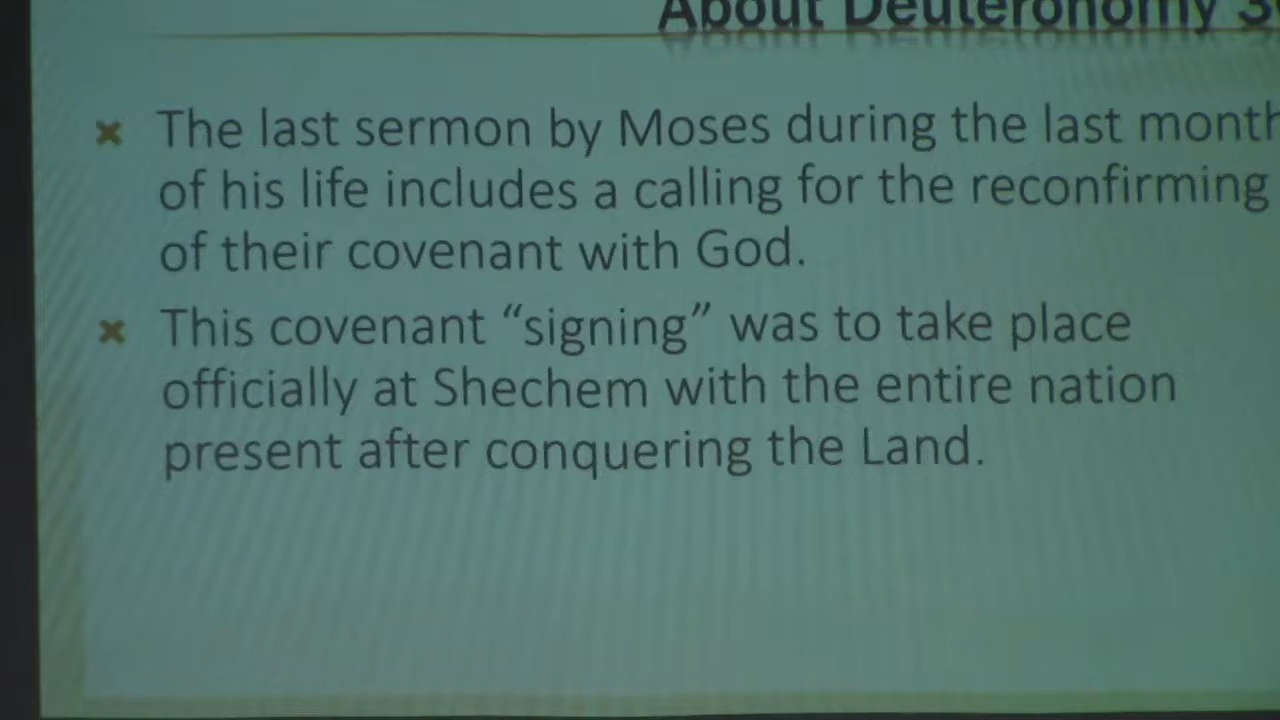 About Deuteronomy
The last sermon by Moses during the last month
of his life includes a calling for the reconfirming
of their covenant with God.
This covenant “signing” was to take place
officially at Shechem with the entire nation
present after conquering the Land.